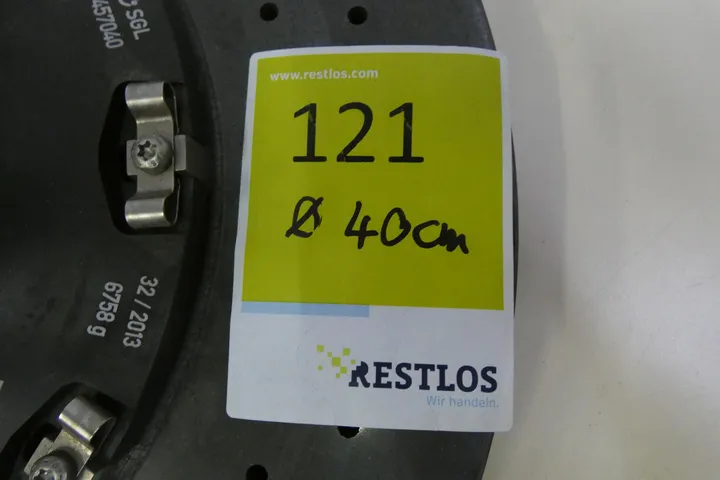 SGL
457040
www.restlos.com
121
Ø 40cm
32 / 2013
6758 g
RESTLOS
Wir handeln.